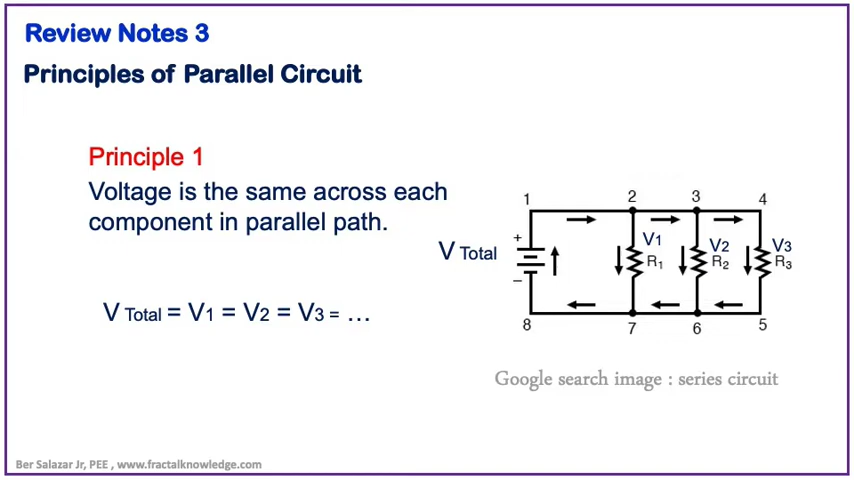 Review Notes 3
Principles of Parallel Circuit
Principle 1
Voltage is the same across each
component in parallel path.
V Total = V1 = V2 = V3 = …
1 2 3 4
+
V Total
−
V1 V2 V3
R1 R2 R3
8 7 6 5
Google search image : series circuit
Ber Salazar Jr, PEE , www.fractalknowledge.com